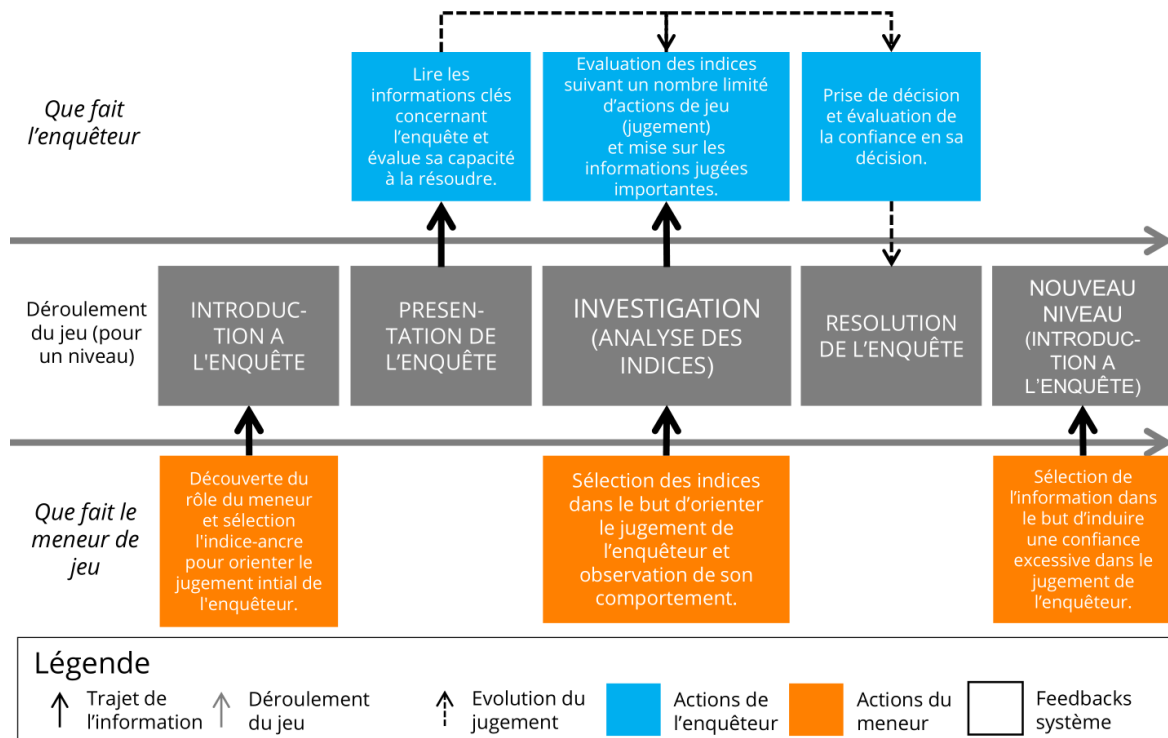 Que fait
l’enquêteur
Lire les
informations clés
concernant
l’enquête et
évalue sa capacité
à la résoudre.
Evaluation des indices
suivant un nombre limité
d’actions de jeu
(jugement)
et mise sur les
informations jugées
importantes.
Prise de décision
et évaluation de
la confiance en sa
décision.
Déroulement
du jeu (pour
un niveau)
INTRODUC-
TION A
L'ENQUÊTE
PRESEN-
TATION DE
L’ENQUÊTE
INVESTIGATION
(ANALYSE DES
INDICES)
RESOLUTION
DE L’ENQUÊTE
NOUVEAU
NIVEAU
(INTRODUC-
TION A
L’ENQUÊTE)
Que fait le
meneur de
jeu
Découverte du
rôle du meneur
et sélection
l'indice-ancre
pour orienter le
jugement intial de
l'enquêteur.
Sélection des indices
dans le but d’orienter
le jugement de
l’enquêteur et
observation de son
comportement.
Sélection de
l’information dans
le but d’induire
une confiance
excessive dans le
jugement de
l’enquêteur.
Légende
Trajet de
l’information
Déroulement
du jeu
Evolution du
jugement
Actions de
l’enquêteur
Actions du
meneur
Feedbacks
système